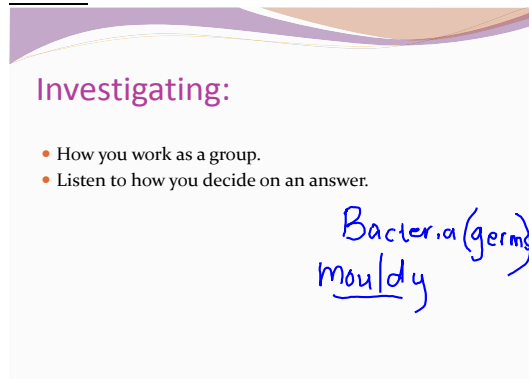 Investigating:
• How you work as a group.
• Listen to how you decide on an answer.
Bacteria (germs
mouldy